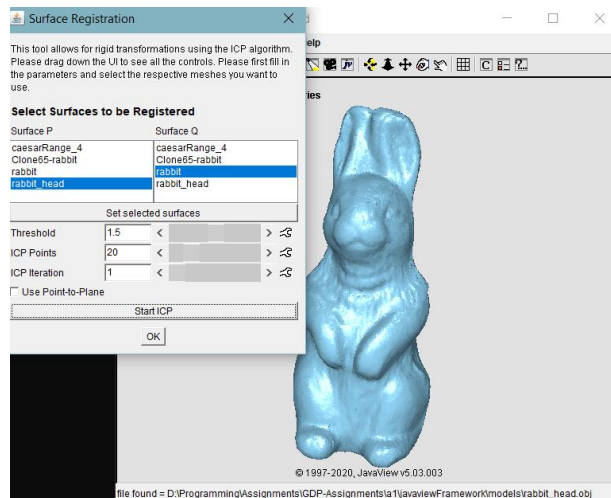 Surface Registration
This tool allows for rigid transformations using the ICP algorithm.
Please drag down the UI to see all the controls. Please first fill in
the parameters and select the respective meshes you want to
use.
Select Surfaces to be Registered
Surface P Surface Q
caesarRange_4 caesarRange_4
Clone65-rabbit Clone65-rabbit
rabbit rabbit
rabbit_head rabbit_head
Set selected surfaces
Threshold 1.5
ICP Points 20
ICP Iteration 1
Use Point-to-Plane
Start ICP
OK
elp
ries
© 1997-2020, JavaView v5.03.003
file found = D:\Programming\Assignments\GDP-Assignments\a1\javaviewFramework\models\rabbit_head.obj